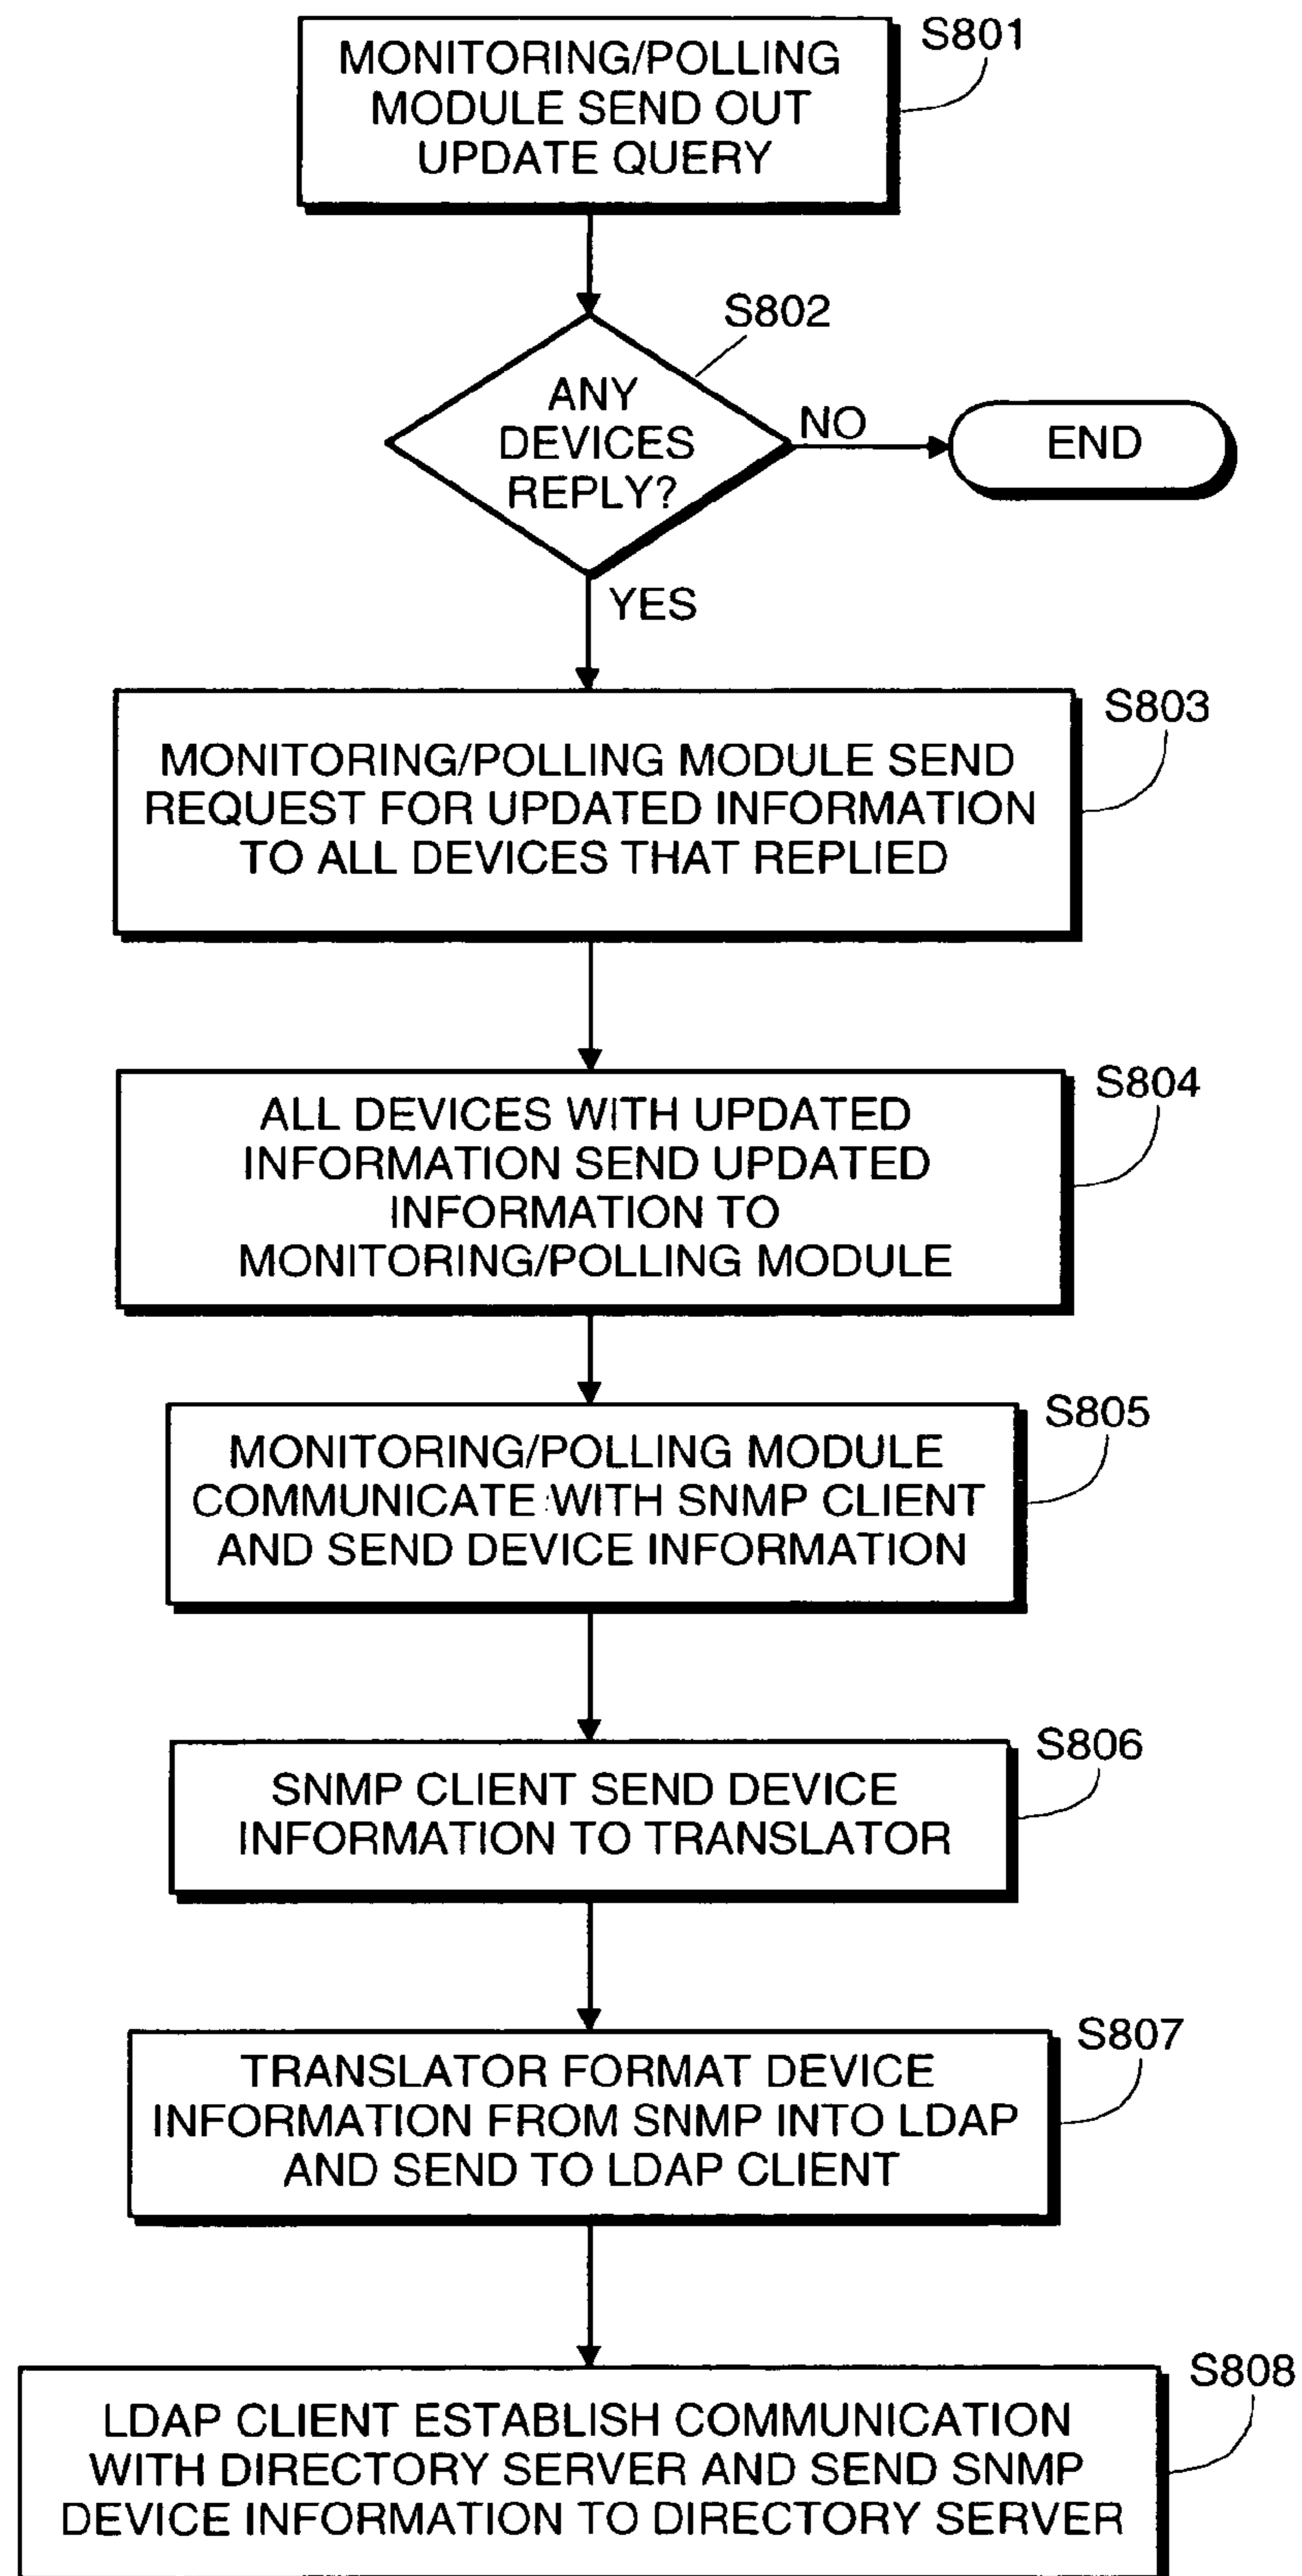 MONITORING/POLLING
MODULE SEND OUT
UPDATE QUERY
S801
S802
ANY
DEVICES
REPLY?
NO
END
YES
S803
MONITORING/POLLING MODULE SEND
REQUEST FOR UPDATED INFORMATION
TO ALL DEVICES THAT REPLIED
S804
ALL DEVICES WITH UPDATED
INFORMATION SEND UPDATED
INFORMATION TO
MONITORING/POLLING MODULE
S805
MONITORING/POLLING MODULE
COMMUNICATE WITH SNMP CLIENT
AND SEND DEVICE INFORMATION
S806
SNMP CLIENT SEND DEVICE
INFORMATION TO TRANSLATOR
S807
TRANSLATOR FORMAT DEVICE
INFORMATION FROM SNMP INTO LDAP
AND SEND TO LDAP CLIENT
S808
LDAP CLIENT ESTABLISH COMMUNICATION
WITH DIRECTORY SERVER AND SEND SNMP
DEVICE INFORMATION TO DIRECTORY SERVER